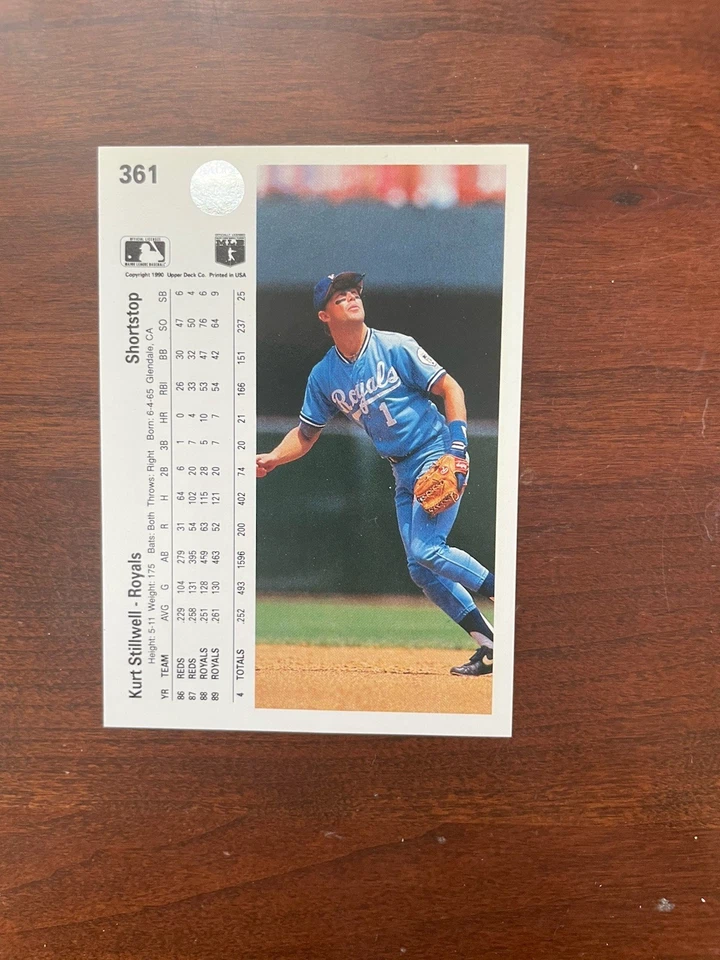 361
Copyright 1990 Upper Deck Co. Printed in USA
Kurt Stillwell - Royals Shortstop
Height: 5-11 Weight: 175 Bats: Both Throws: Right Born: 6-4-65 Glendale, CA
YR TEAM AVG G AB R H 2B 3B HR RBI BB SO SB
86 REDS .229 104 279 31 64 6 1 0 26 30 47 6
87 REDS .258 131 395 54 102 20 7 4 33 32 50 4
88 ROYALS .251 128 459 63 115 28 5 10 53 47 76 6
89 ROYALS .261 130 463 52 121 20 7 7 54 42 64 9
4 TOTALS .252 493 1596 200 402 74 20 21 166 151 237 25
Royals
1